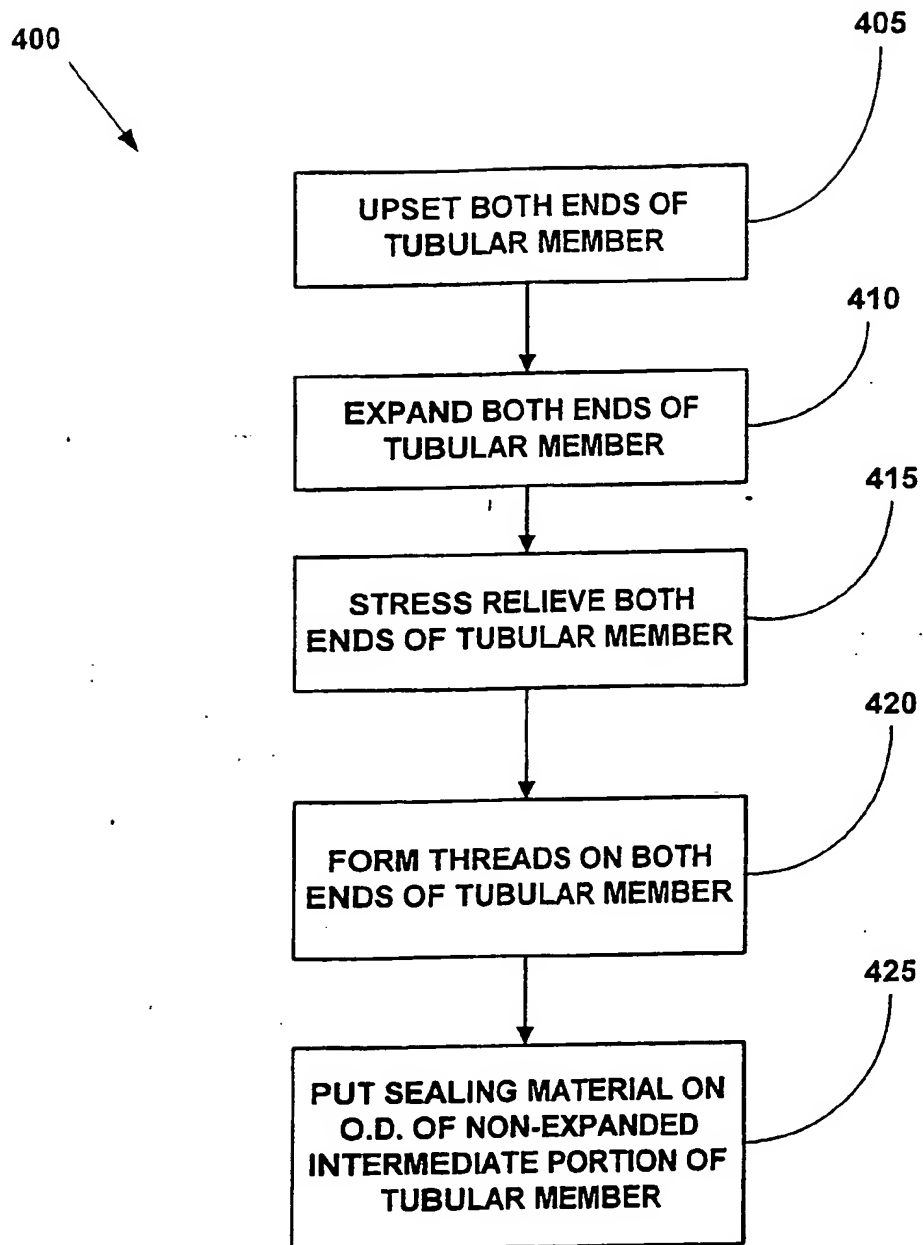 400
405
UPSET BOTH ENDS OF
TUBULAR MEMBER
410
EXPAND BOTH ENDS OF
TUBULAR MEMBER
415
STRESS RELIEVE BOTH
ENDS OF TUBULAR MEMBER
420
FORM THREADS ON BOTH
ENDS OF TUBULAR MEMBER
425
PUT SEALING MATERIAL ON
O.D. OF NON-EXPANDED
INTERMEDIATE PORTION OF
TUBULAR MEMBER